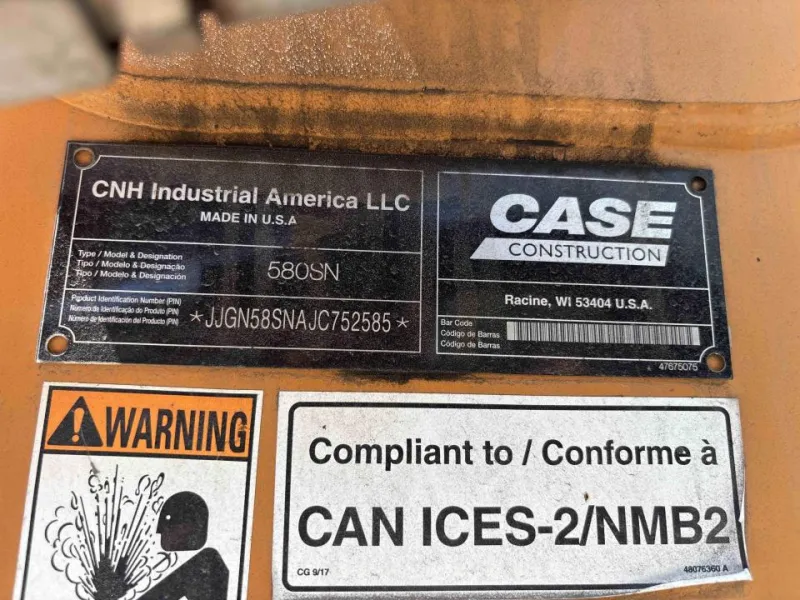 CNH Industrial America LLC
MADE IN U.S.A
Type / Model & Designation
Tipo / Modelo & Designação
Tipo / Modelo & Designación
580SN
Product Identification Number (PIN)
Número de Identificação do Produto (PIN)
Número de Identificación del Producto (PIN)
*JJGN58SNAJC752585*
CASE
CONSTRUCTION
Racine, WI 53404 U.S.A.
Bar Code
Código de Barras
Código de Barras
47675075
WARNING
Compliant to / Conforme à
CAN ICES-2/NMB2
CG 9/17
48076360 A